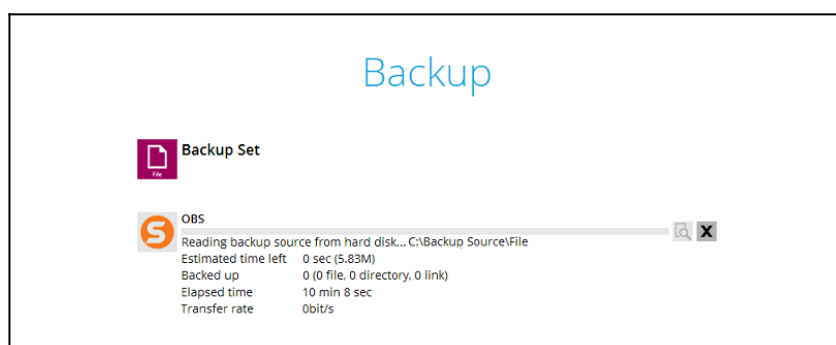 Backup
Backup Set
File
OBS
Reading backup source from hard disk... C:\Backup Source\File
Estimated time left 0 sec (5.83M)
Backed up 0 (0 file, 0 directory, 0 link)
Elapsed time 10 min 8 sec
Transfer rate 0bit/s